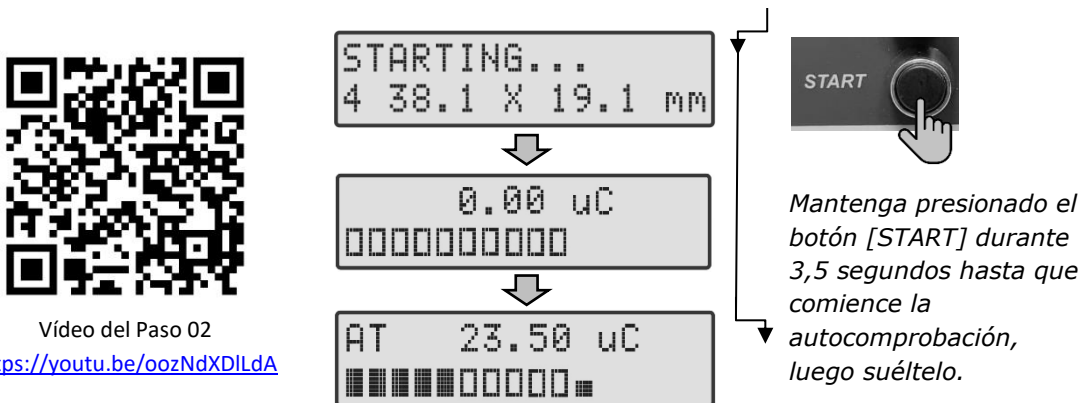 STARTING...
4 38.1 X 19.1 mm
0.00 uC
AT 23.50 uC
START
Mantenga presionado el
botón [START] durante
3,5 segundos hasta que
comience la
autocomprobación,
luego suéltelo.
Vídeo del Paso 02
tps://youtu.be/oozNdXDlLdA